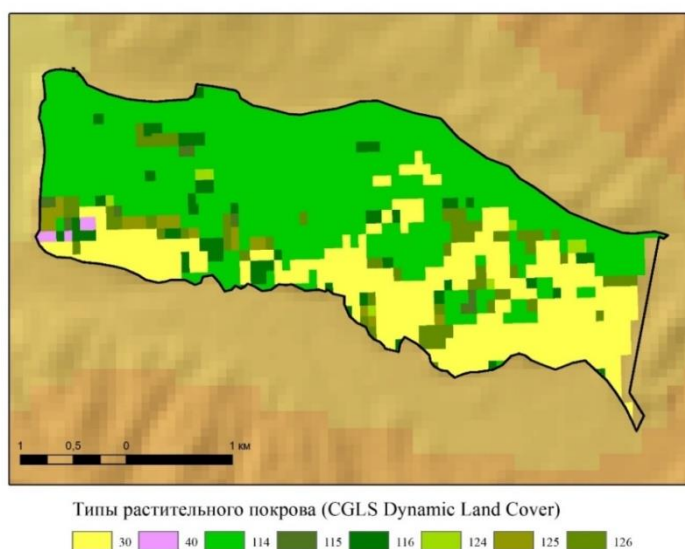 1 0,5 0 1 км
Типы растительного покрова (CGLS Dynamic Land Cover)
30 40 114 115 116 124 125 126